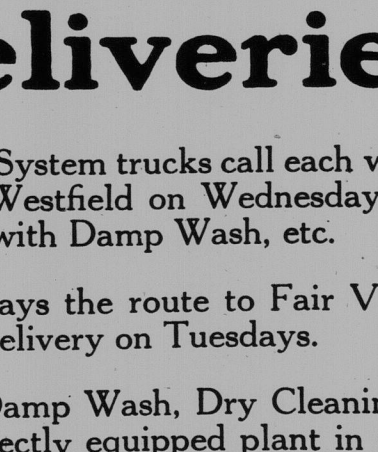 eliverie
System trucks call each w
Westfield on Wednesday
with Damp Wash, etc.
ays the route to Fair V
elivery on Tuesdays.
Damp Wash, Dry Cleanin
ectly equipped plant in